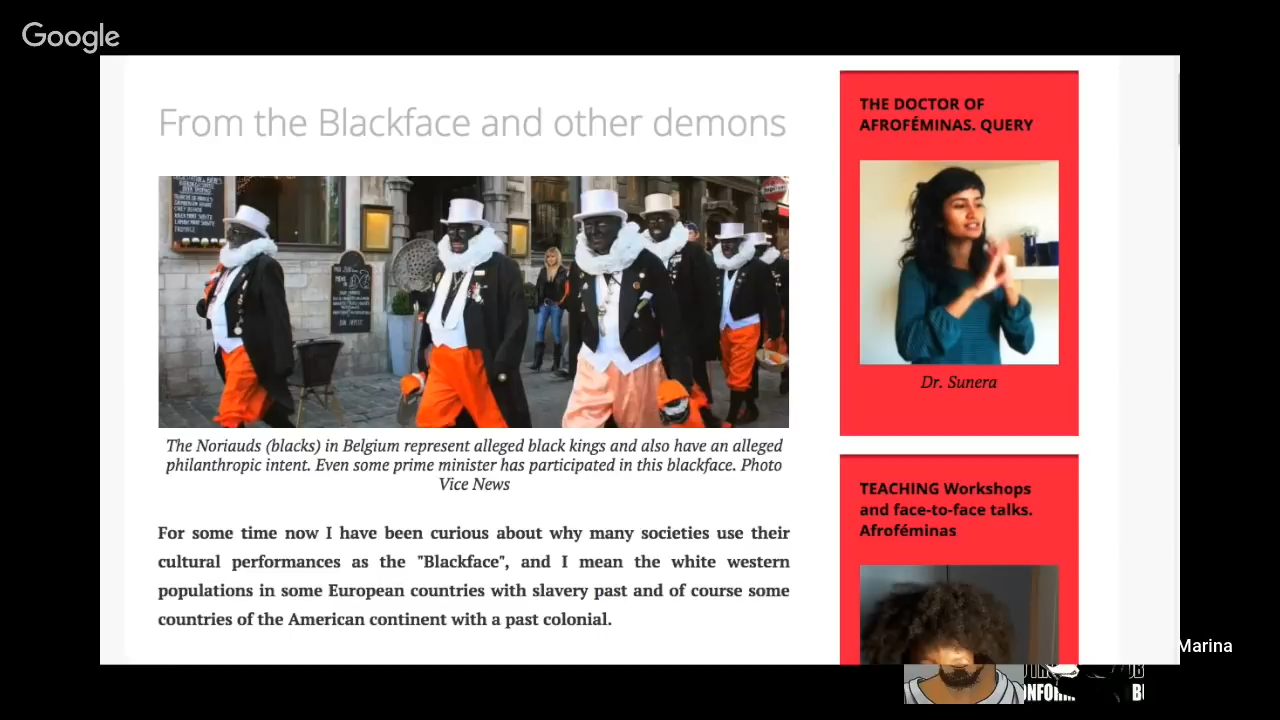 Google
From the Blackface and other demons
The Noriauds (blacks) in Belgium represent alleged black kings and also have an alleged
philanthropic intent. Even some prime minister has participated in this blackface. Photo
Vice News
For some time now I have been curious about why many societies use their
cultural performances as the "Blackface", and I mean the white western
populations in some European countries with slavery past and of course some
countries of the American continent with a past colonial.
THE DOCTOR OF
AFROFÉMINAS. QUERY
Dr. Sunera
TEACHING Workshops
and face-to-face talks.
Afroféminas
Marina